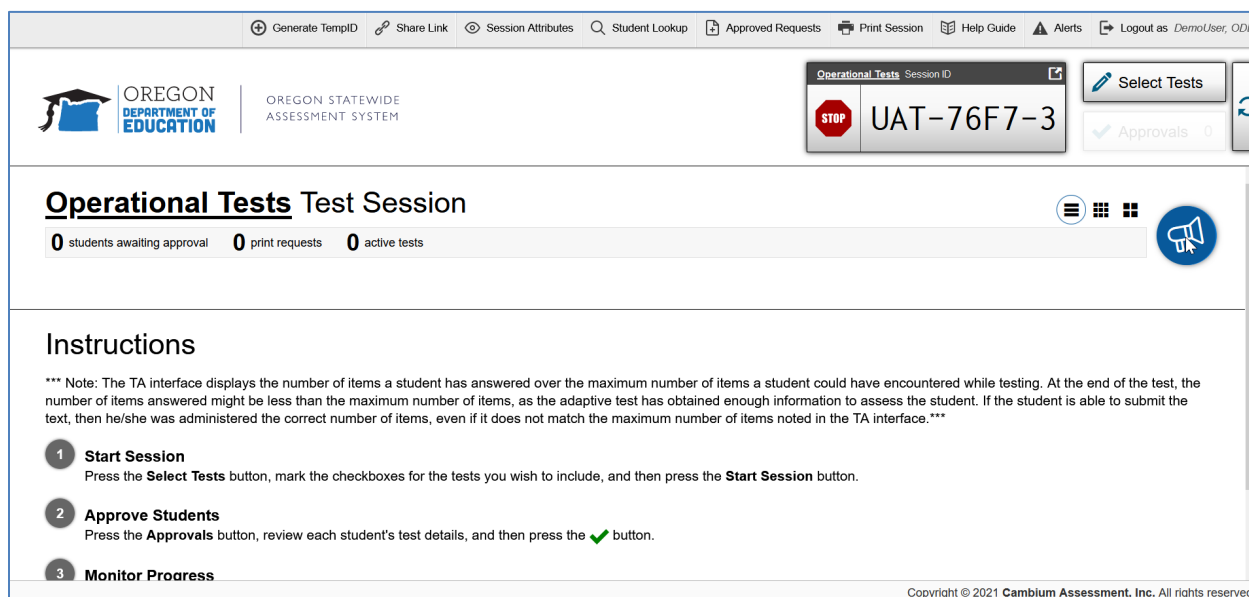 Generate TempID Share Link Session Attributes Student Lookup Approved Requests Print Session Help Guide Alerts Logout as DemoUser,
OREGON
DEPARTMENT OF
EDUCATION
OREGON STATEWIDE
ASSESSMENT SYSTEM
Operational Tests Session ID
STOP
UAT-76F7-3
Select Tests
Approvals 0
Operational Tests Test Session
0 students awaiting approval 0 print requests 0 active tests
Instructions
*** Note: The TA interface displays the number of items a student has answered over the maximum number of items a student could have encountered while testing. At the end of the test, the
number of items answered might be less than the maximum number of items, as the adaptive test has obtained enough information to assess the student. If the student is able to submit the
text, then he/she was administered the correct number of items, even if it does not match the maximum number of items noted in the TA interface.***
1 Start Session
Press the Select Tests button, mark the checkboxes for the tests you wish to include, and then press the Start Session button.
2 Approve Students
Press the Approvals button, review each student's test details, and then press the button.
3 Monitor Progress
Copyright © 2021 Cambium Assessment, Inc. All rights reserved